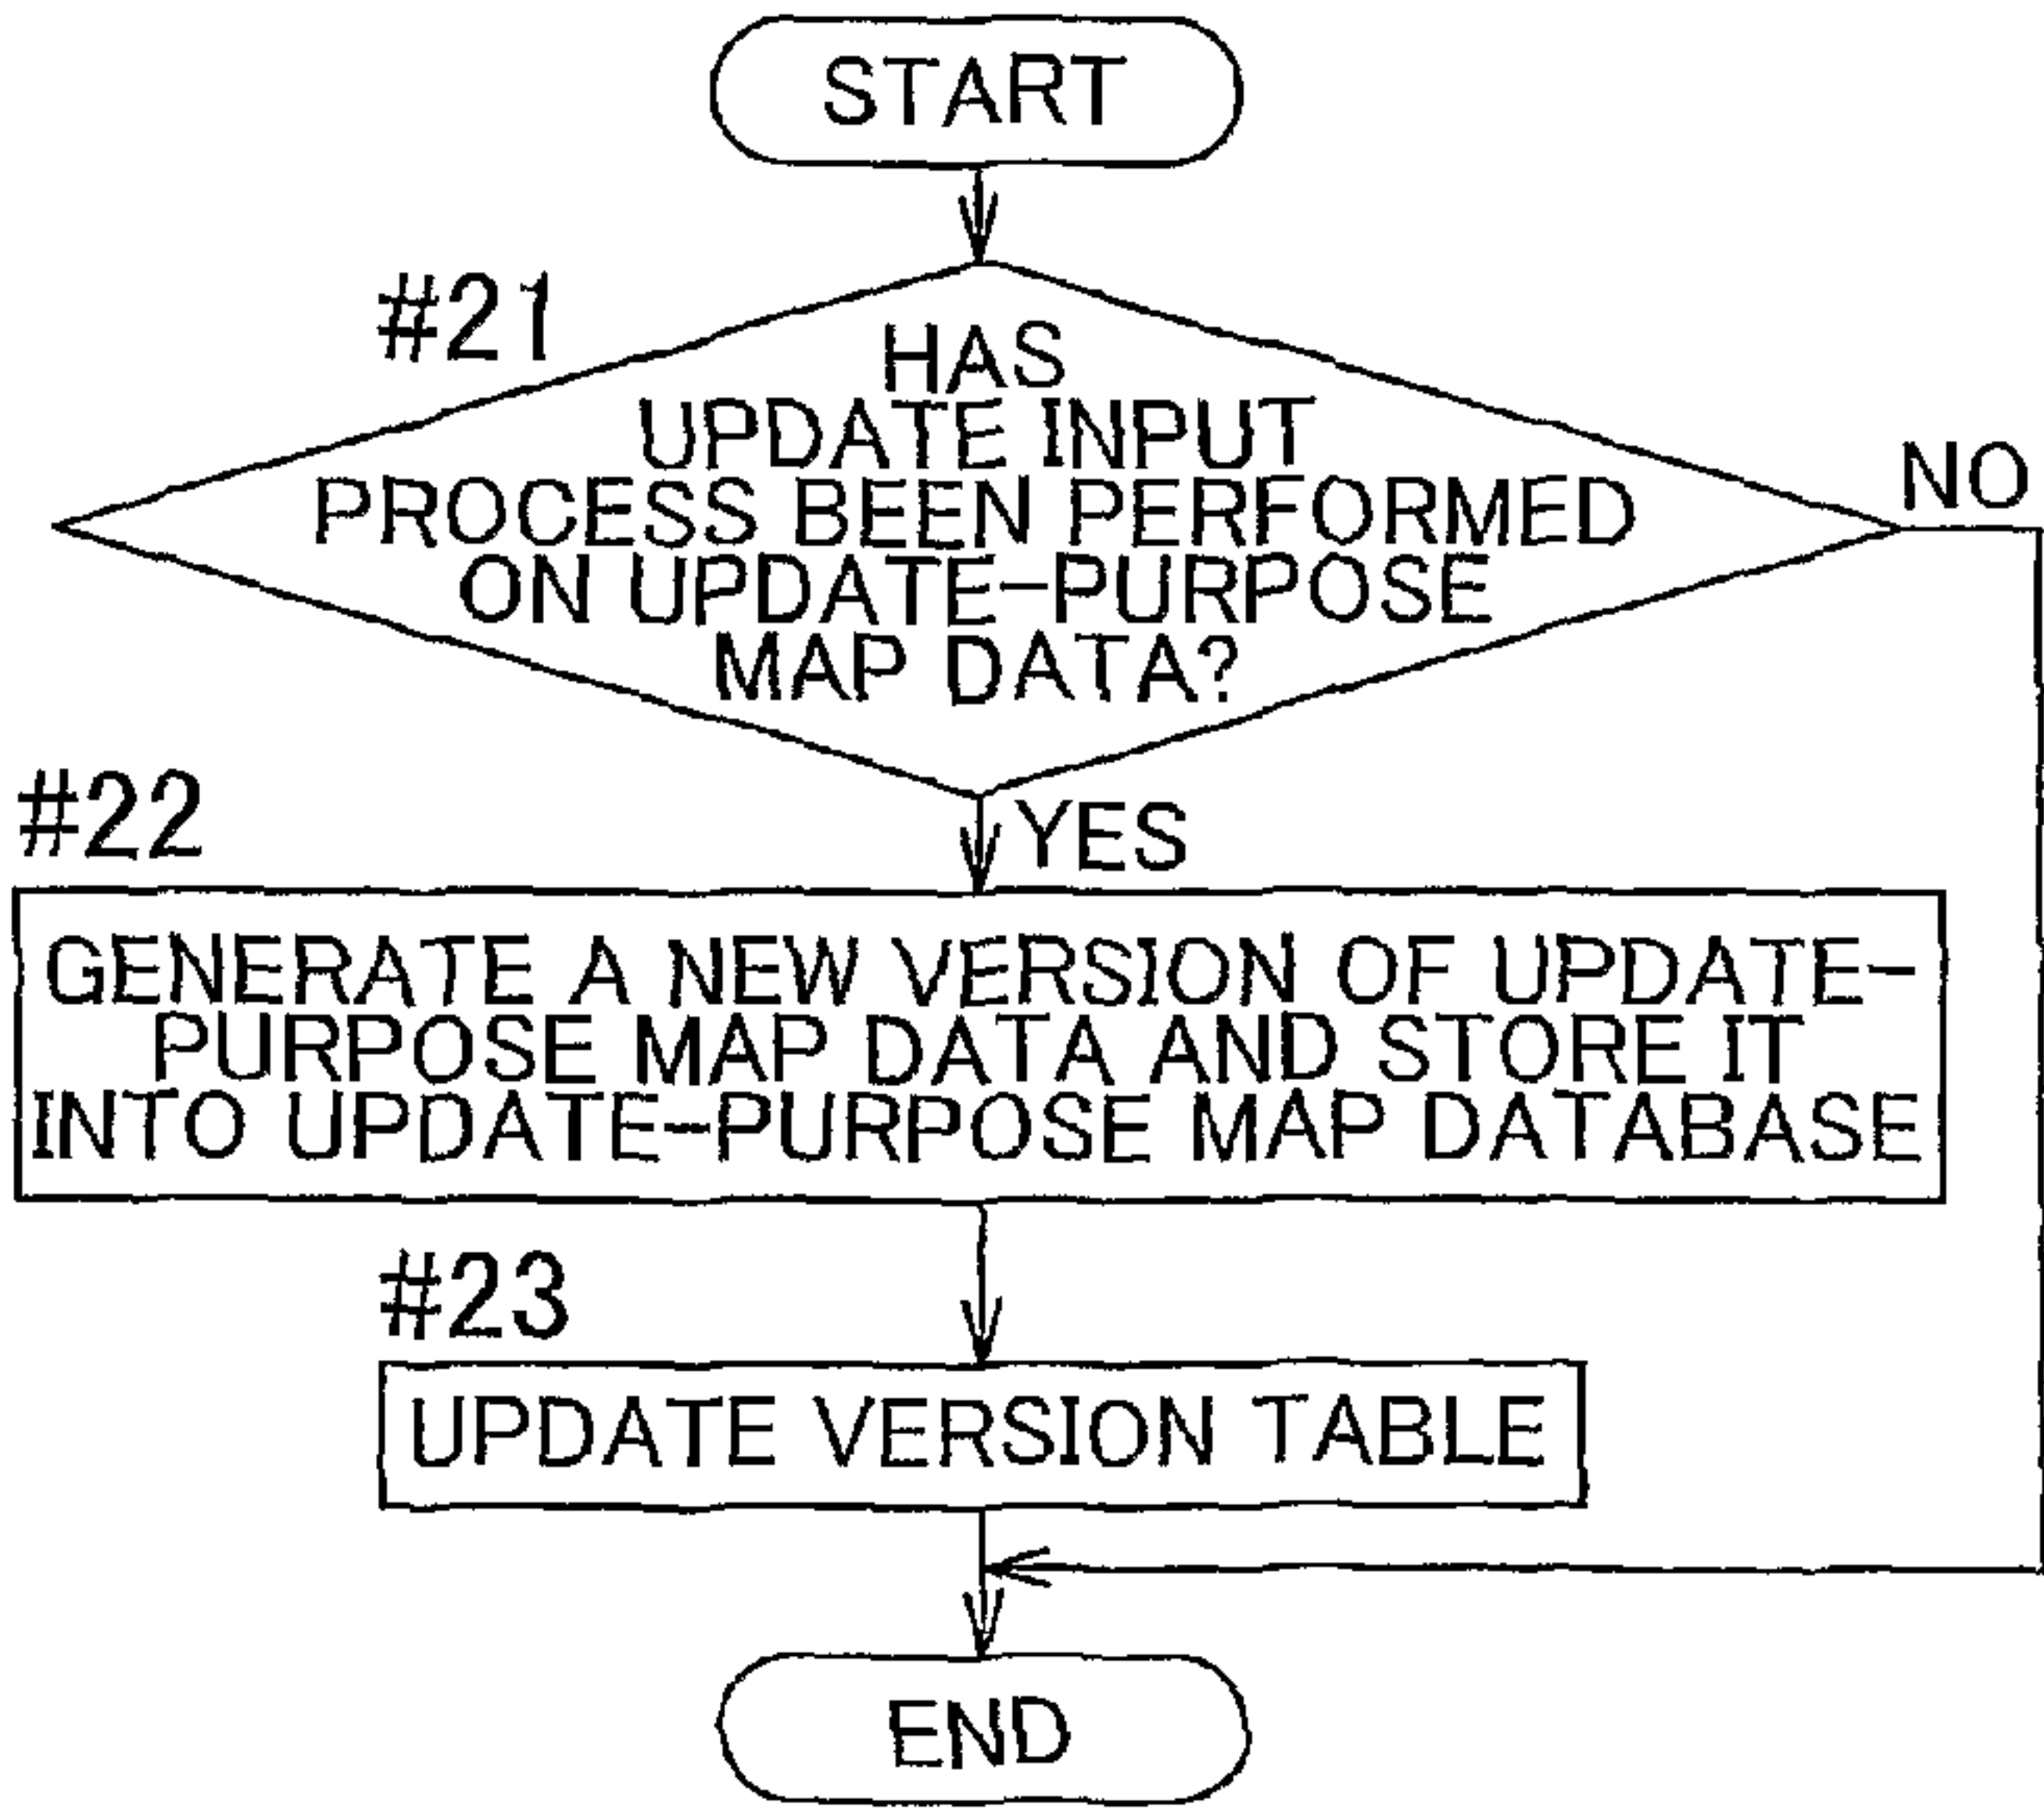 START
#21
HAS
UPDATE INPUT
PROCESS BEEN PERFORMED
ON UPDATE-PURPOSE
MAP DATA?
NO
YES
#22
GENERATE A NEW VERSION OF UPDATE-
PURPOSE MAP DATA AND STORE IT
INTO UPDATE-PURPOSE MAP DATABASE
#23
UPDATE VERSION TABLE
END